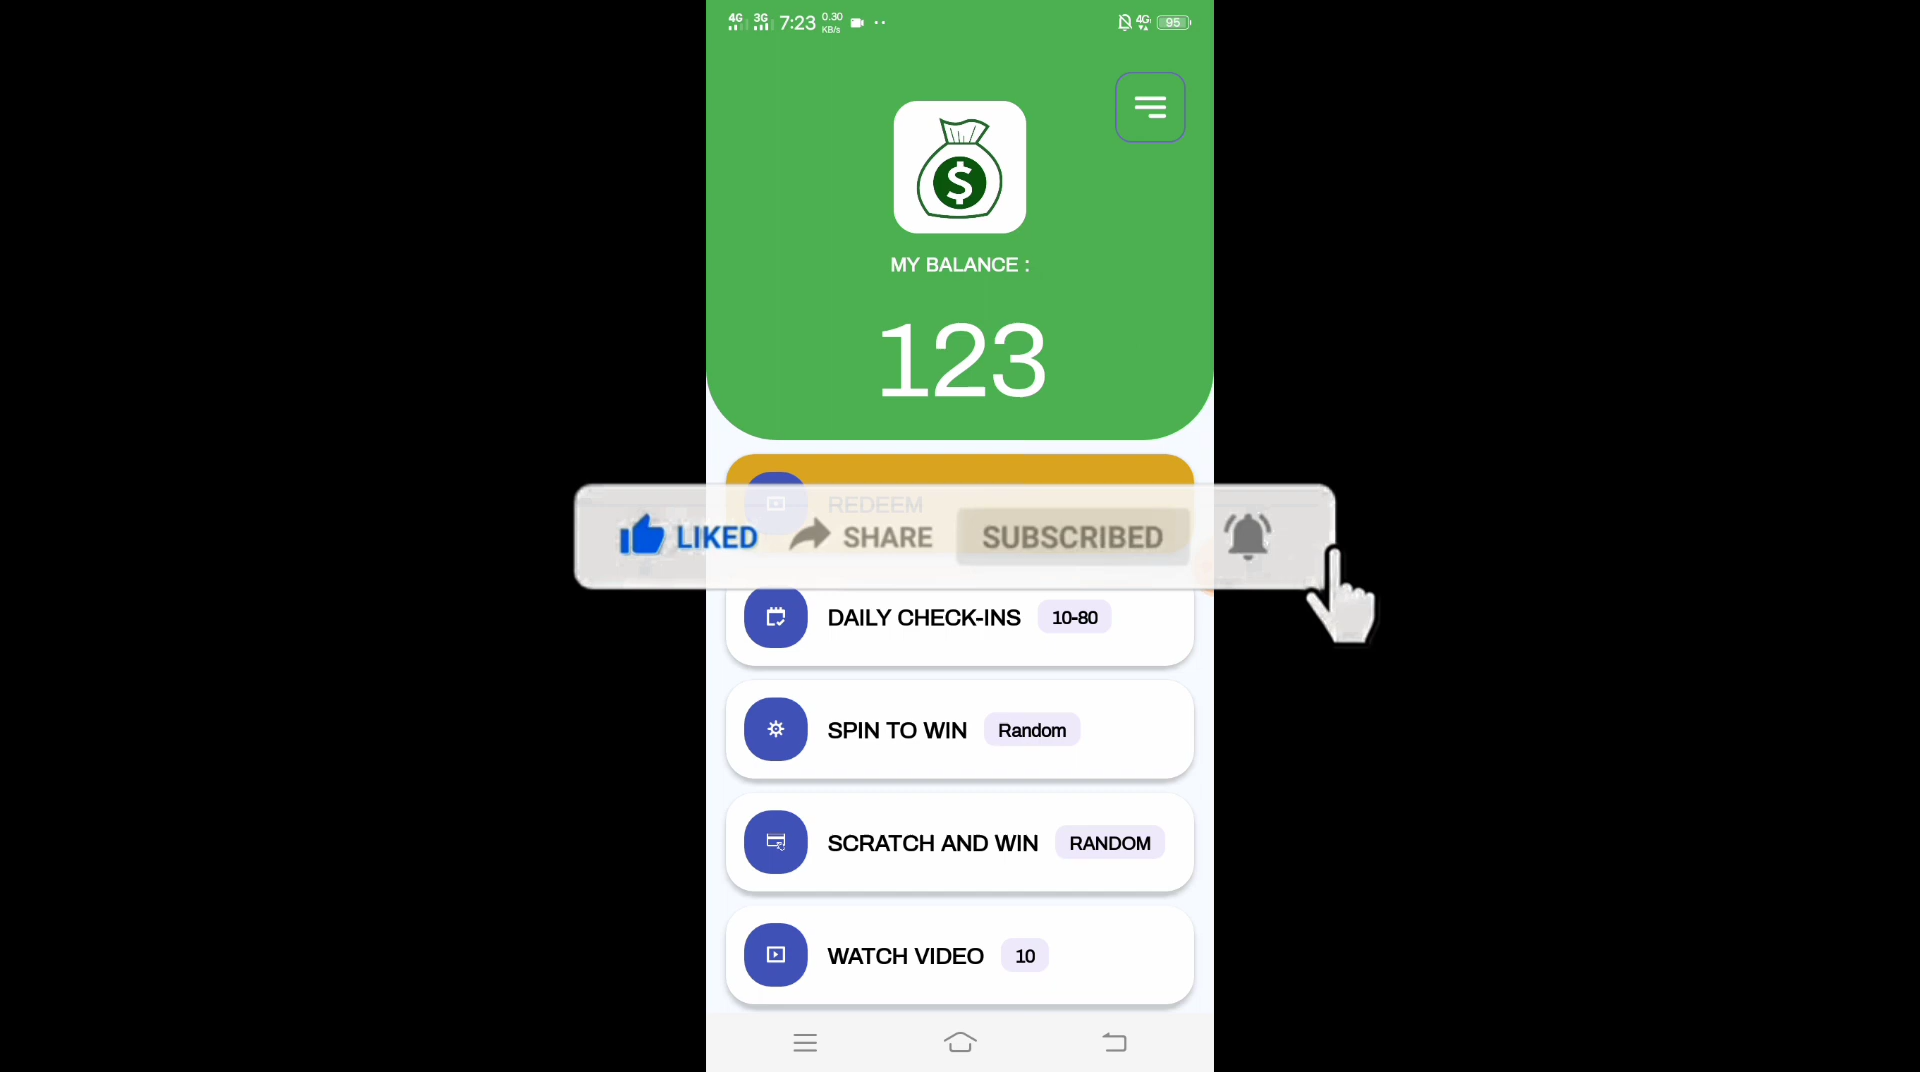 4G 3G 7:23 0.30 KB/s 4G 95
$
MY BALANCE :
123
REDEEM
LIKED SHARE SUBSCRIBED
DAILY CHECK-INS 10-80
SPIN TO WIN Random
SCRATCH AND WIN RANDOM
WATCH VIDEO 10